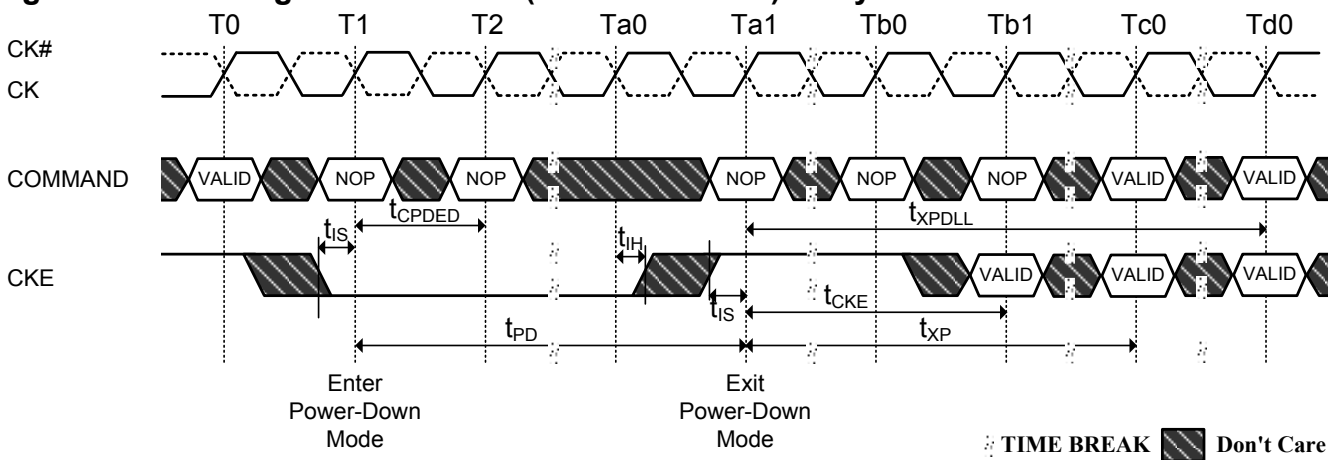 T0 T1 T2 Ta0 Ta1 Tb0 Tb1 Tc0 Td0
CK#
CK
COMMAND VALID NOP NOP NOP NOP NOP VALID VALID
tCPDED tXPDLL
tIS tIH
CKE VALID VALID VALID
tIS tCKE
tPD tXP
Enter
Power-Down
Mode
Exit
Power-Down
Mode
TIME BREAK Don't Care